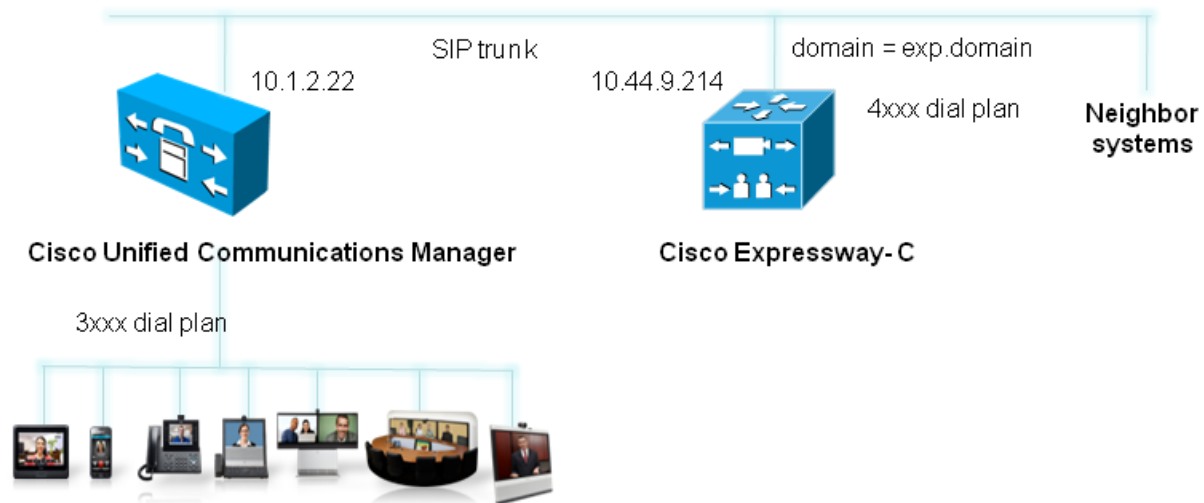 SIP trunk
domain = exp.domain
10.1.2.22
10.44.9.214
4xxx dial plan
Neighbor
systems
Cisco Unified Communications Manager
Cisco Expressway- C
3xxx dial plan